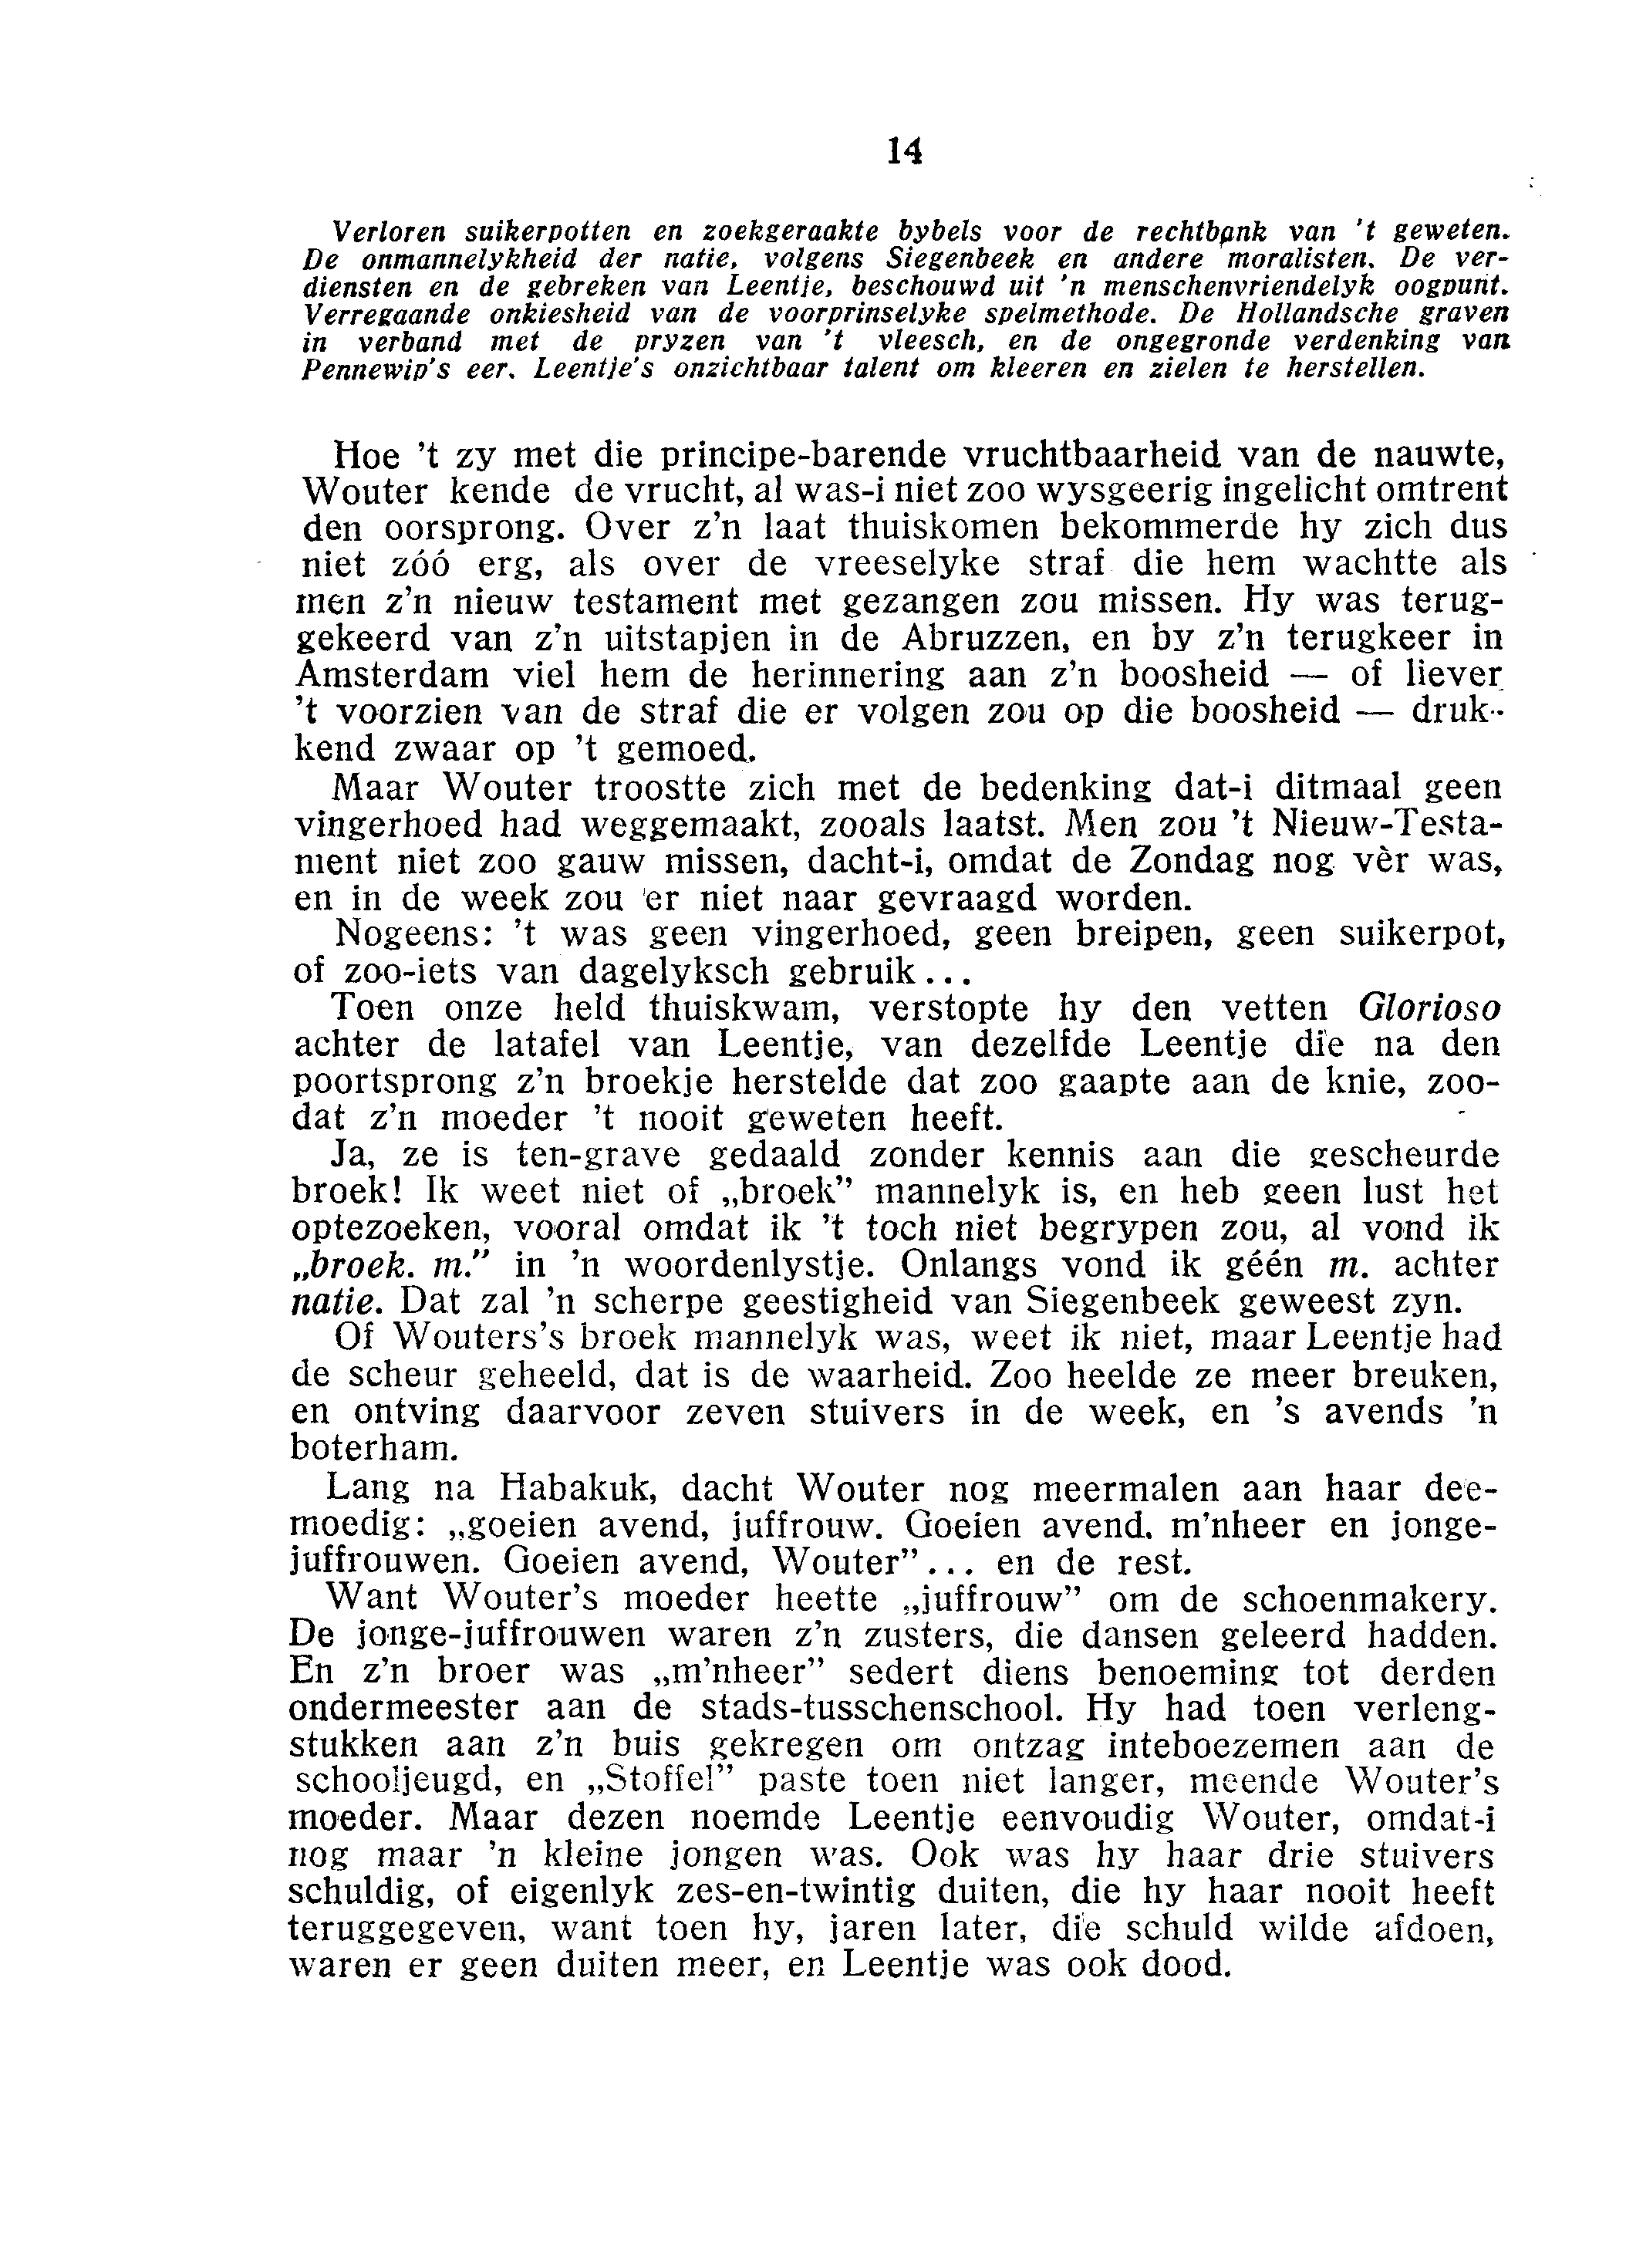 14
Verloren suikerpotten en zoekgeraakte bybels voor de rechtbank van 't geweten.
De onmannelykheid der natie, volgens Siegenbeek en andere moralisten. De ver-
diensten en de gebreken van Leentje, beschouwd uit 'n menschenvriendelyk oogpunt.
Verregaande onkiesheid van de voorprinselyke spelmethode. De Hollandsche graven
in verband met de pryzen van 't vleesch, en de ongegronde verdenking van
Pennewip's eer. Leentje's onzichtbaar talent om kleeren en zielen te herstellen.
Hoe 't zy met die principe-barende vruchtbaarheid van de nauwte,
Wouter kende de vrucht, al was-i niet zoo wysgeerig ingelicht omtrent
den oorsprong. Over z'n laat thuiskomen bekommerde hy zich dus
niet zóó erg, als over de vreeselyke straf die hem wachtte als
men z'n nieuw testament met gezangen zou missen. Hy was terug-
gekeerd van z'n uitstapjen in de Abruzzen, en by z'n terugkeer in
Amsterdam viel hem de herinnering aan z'n boosheid — of liever
't voorzien van de straf die er volgen zou op die boosheid — druk-
kend zwaar op 't gemoed.
Maar Wouter troostte zich met de bedenking dat-i ditmaal geen
vingerhoed had weggemaakt, zooals laatst. Men zou 't Nieuw-Testa-
ment niet zoo gauw missen, dacht-i, omdat de Zondag nog vèr was,
en in de week zou er niet naar gevraagd worden.
Nogeens: 't was geen vingerhoed, geen breipen, geen suikerpot,
of zoo-iets van dagelyksch gebruik...
Toen onze held thuiskwam, verstopte hy den vetten Glorioso
achter de latafel van Leentje, van dezelfde Leentje die na den
poortsprong z'n broekje herstelde dat zoo gaapte aan de knie, zoo-
dat z'n moeder 't nooit geweten heeft.
Ja, ze is ten-grave gedaald zonder kennis aan die gescheurde
broek! Ik weet niet of „broek” mannelyk is, en heb geen lust het
optezoeken, vooral omdat ik 't toch niet begrypen zou, al vond ik
„broek. m.” in 'n woordenlystje. Onlangs vond ik géén m. achter
natie. Dat zal 'n scherpe geestigheid van Siegenbeek geweest zyn.
Of Wouters's broek mannelyk was, weet ik niet, maar Leentje had
de scheur geheeld, dat is de waarheid. Zoo heelde ze meer breuken,
en ontving daarvoor zeven stuivers in de week, en 's avends 'n
boterham.
Lang na Habakuk, dacht Wouter nog meermalen aan haar dee-
moedig: „goeien avend, juffrouw. Goeien avend. m'nheer en jonge-
juffrouwen. Goeien avend, Wouter”... en de rest.
Want Wouter's moeder heette „juffrouw” om de schoenmakery.
De jonge-juffrouwen waren z'n zusters, die dansen geleerd hadden.
En z'n broer was „m'nheer” sedert diens benoeming tot derden
ondermeester aan de stads-tusschenschool. Hy had toen verleng-
stukken aan z'n buis gekregen om ontzag inteboezemen aan de
schooljeugd, en „Stoffel” paste toen niet langer, meende Wouter's
moeder. Maar dezen noemde Leentje eenvoudig Wouter, omdat-i
nog maar 'n kleine jongen was. Ook was hy haar drie stuivers
schuldig, of eigenlyk zes-en-twintig duiten, die hy haar nooit heeft
teruggegeven, want toen hy, jaren later, die schuld wilde afdoen,
waren er geen duiten meer, en Leentje was ook dood.